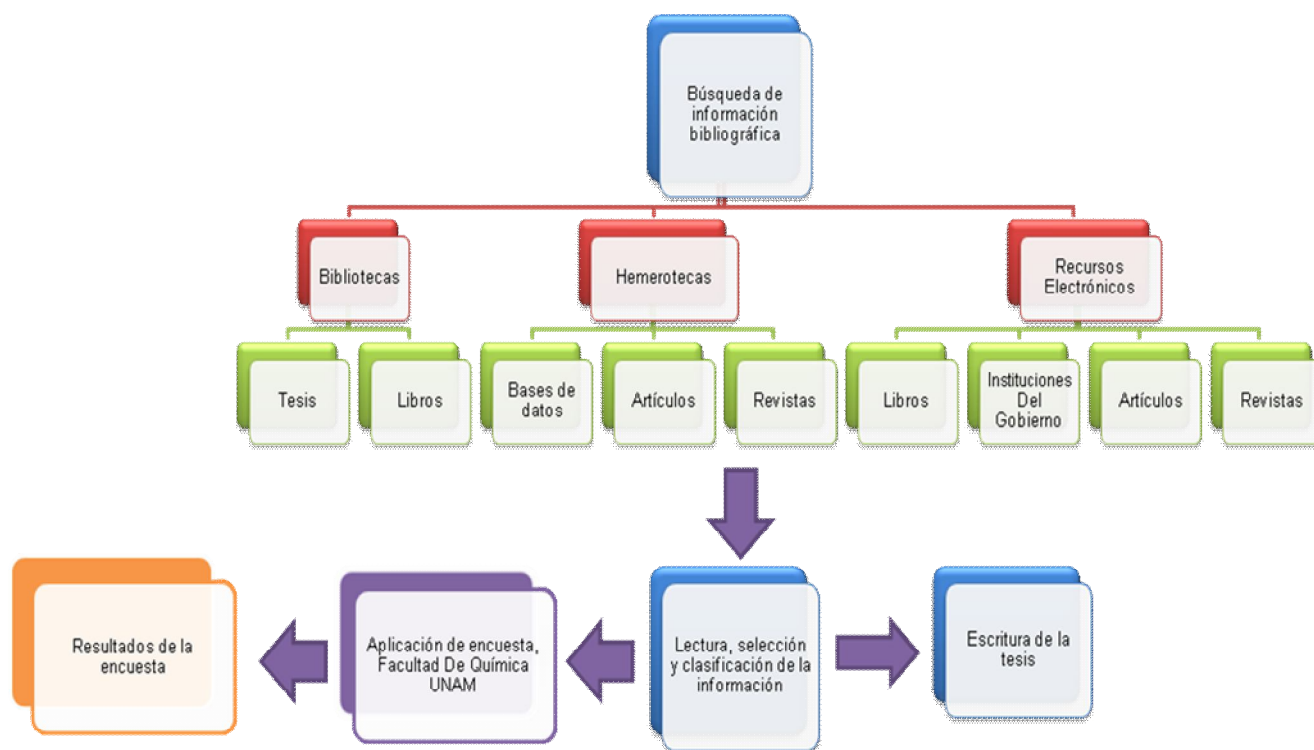 Búsqueda de
información
bibliográfica
Bibliotecas
Hemerotecas
Recursos
Electrónicos
Tesis
Libros
Bases de
datos
Artículos
Revistas
Libros
Instituciones
Del
Gobierno
Artículos
Revistas
Resultados de la
encuesta
Aplicación de encuesta,
Facultad De Química
UNAM
Lectura, selección
y clasificación de la
información
Escritura de la
tesis